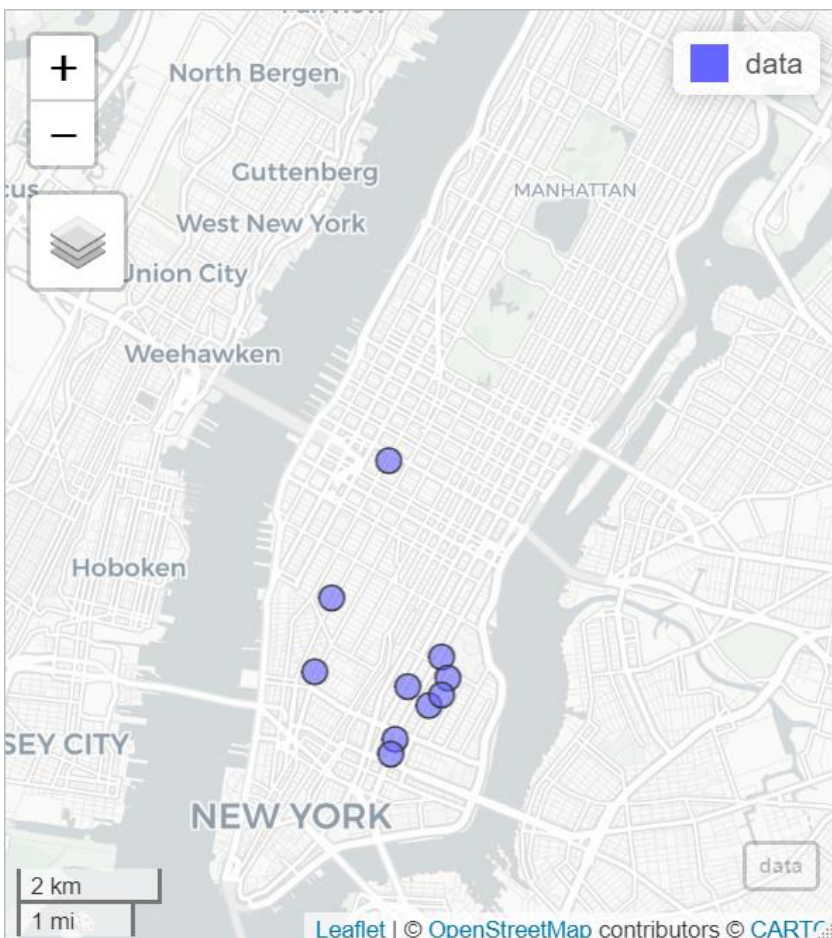 +
data
North Bergen
−
Guttenberg
MANHATTAN
West New York
Union City
Weehawken
Hoboken
SEY CITY
NEW YORK
data
2 km
1 mi
Leaflet | © OpenStreetMap contributors © CARTO